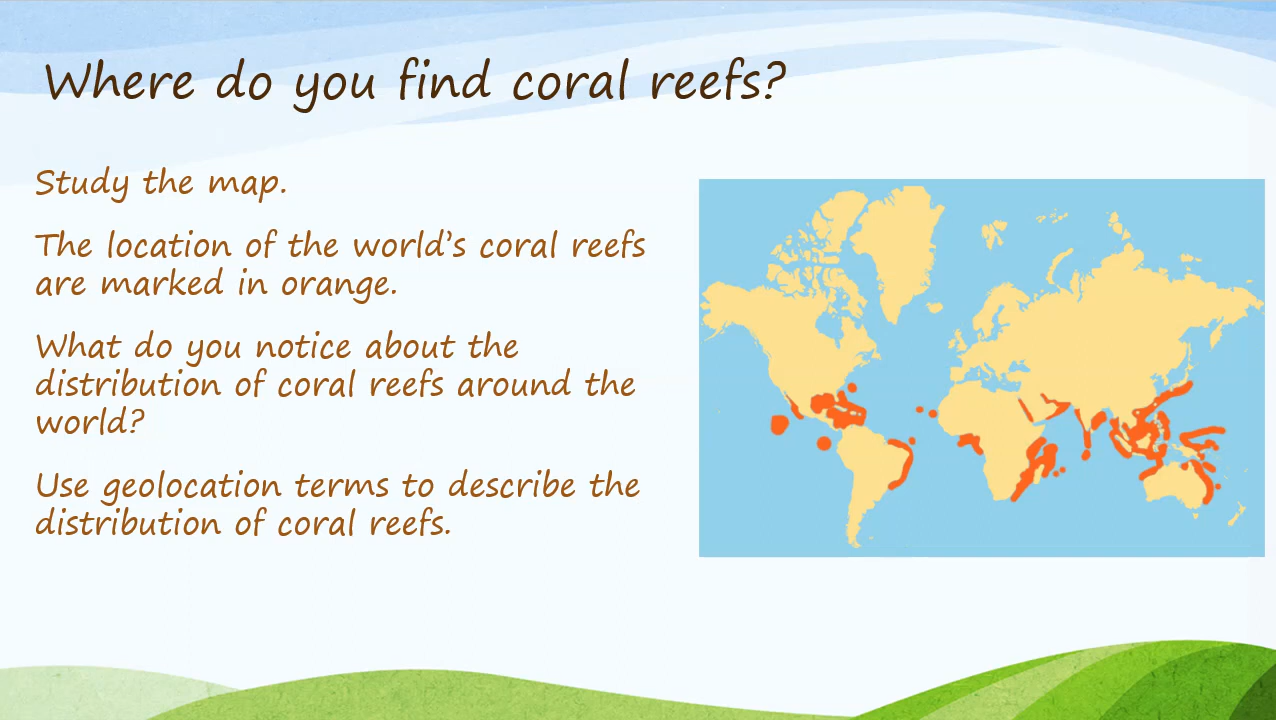 Where do you find coral reefs?
Study the map.
The location of the world's coral reefs
are marked in orange.
What do you notice about the
distribution of coral reefs around the
world?
Use geolocation terms to describe the
distribution of coral reefs.